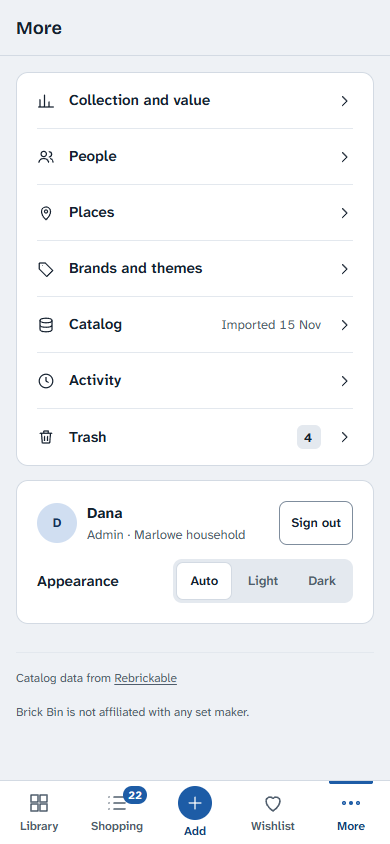 More
Collection and value
People
Places
Brands and themes
Catalog Imported 15 Nov
Activity
Trash 4
D
Dana
Admin · Marlowe household
Sign out
Appearance Auto Light Dark
Catalog data from Rebrickable
Brick Bin is not affiliated with any set maker.
22
Library Shopping Add Wishlist More